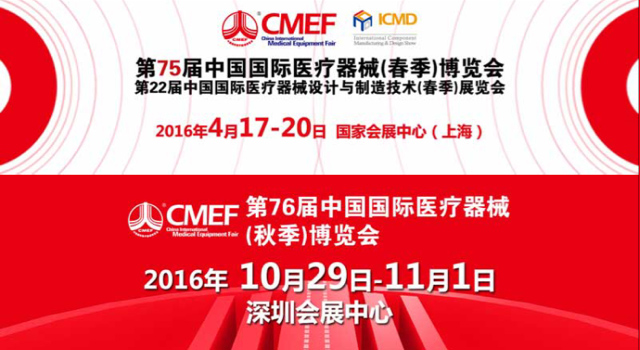 CMEF
CMEF
China International
Medical Equipment Fair
ICMD
International Component
Manufacturing & Design Show
第75届中国国际医疗器械(春季)博览会
第22届中国国际医疗器械设计与制造技术(春季)展览会
2016年4月17-20日 国家会展中心（上海）
CMEF
CMEF
China International
Medical Equipment Fair
第76届中国国际医疗器械
(秋季)博览会
2016年 10月29日-11月1日
深圳会展中心